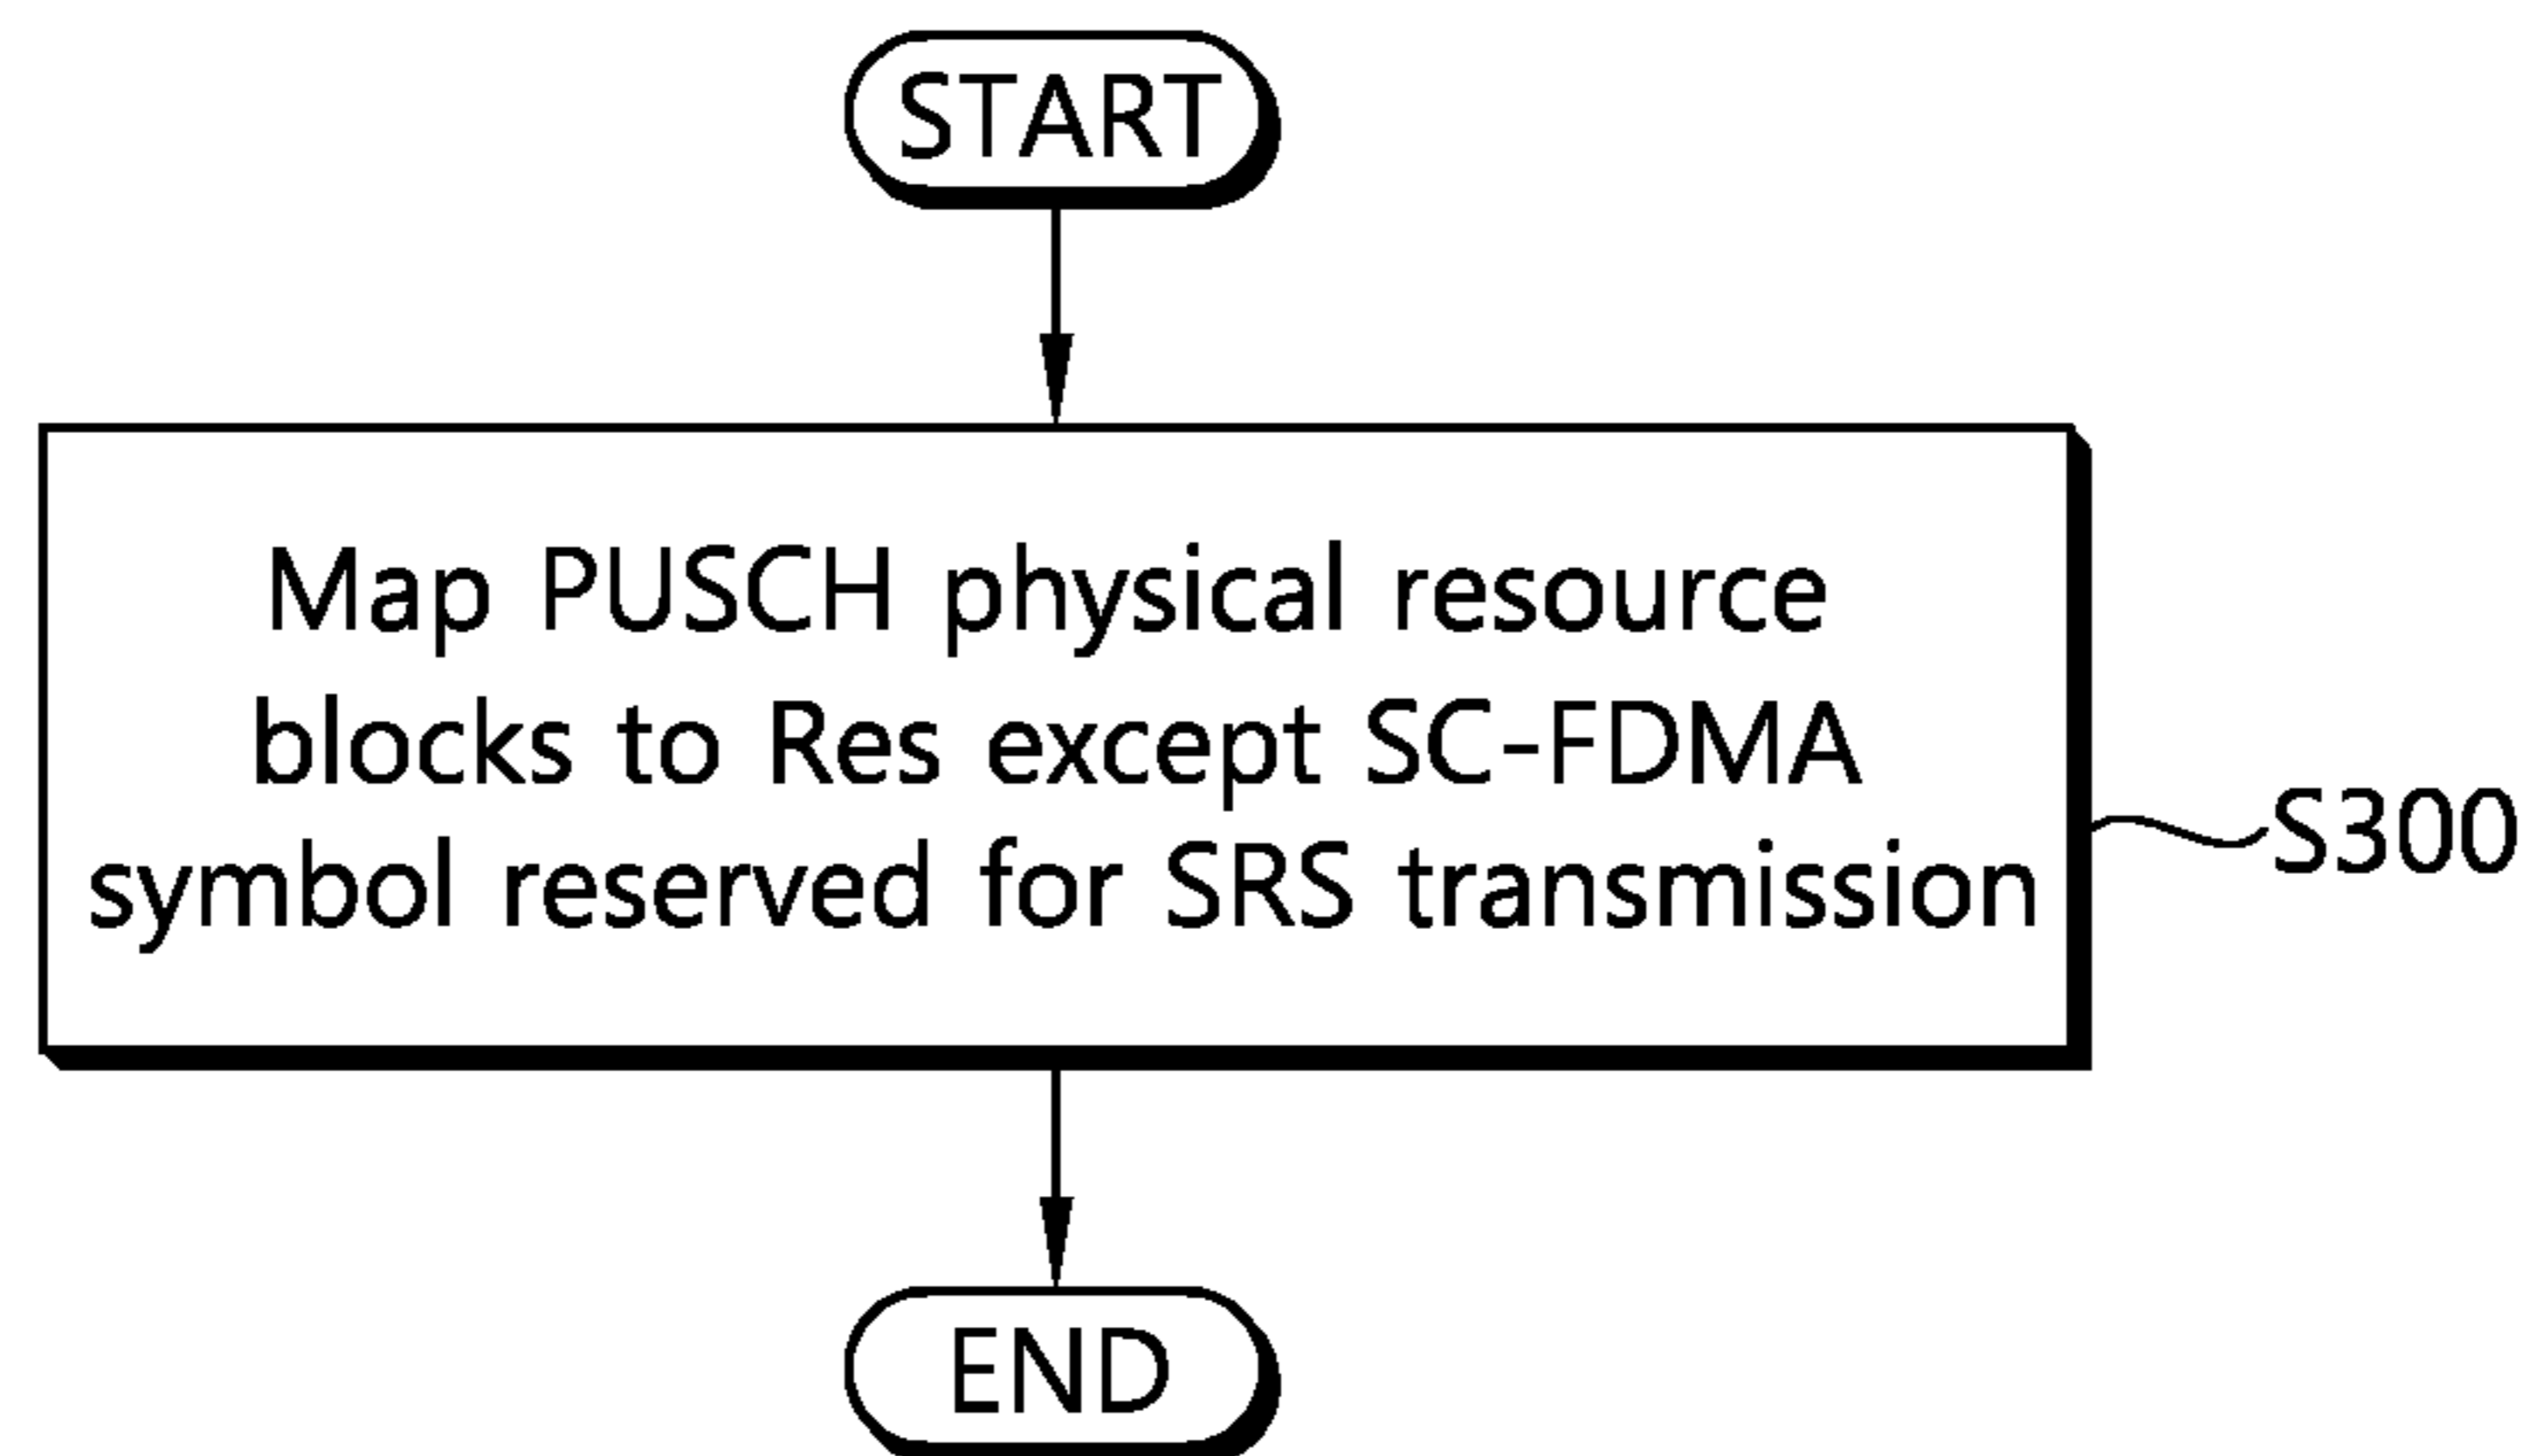 START
Map PUSCH physical resource
blocks to Res except SC-FDMA
symbol reserved for SRS transmission
S300
END